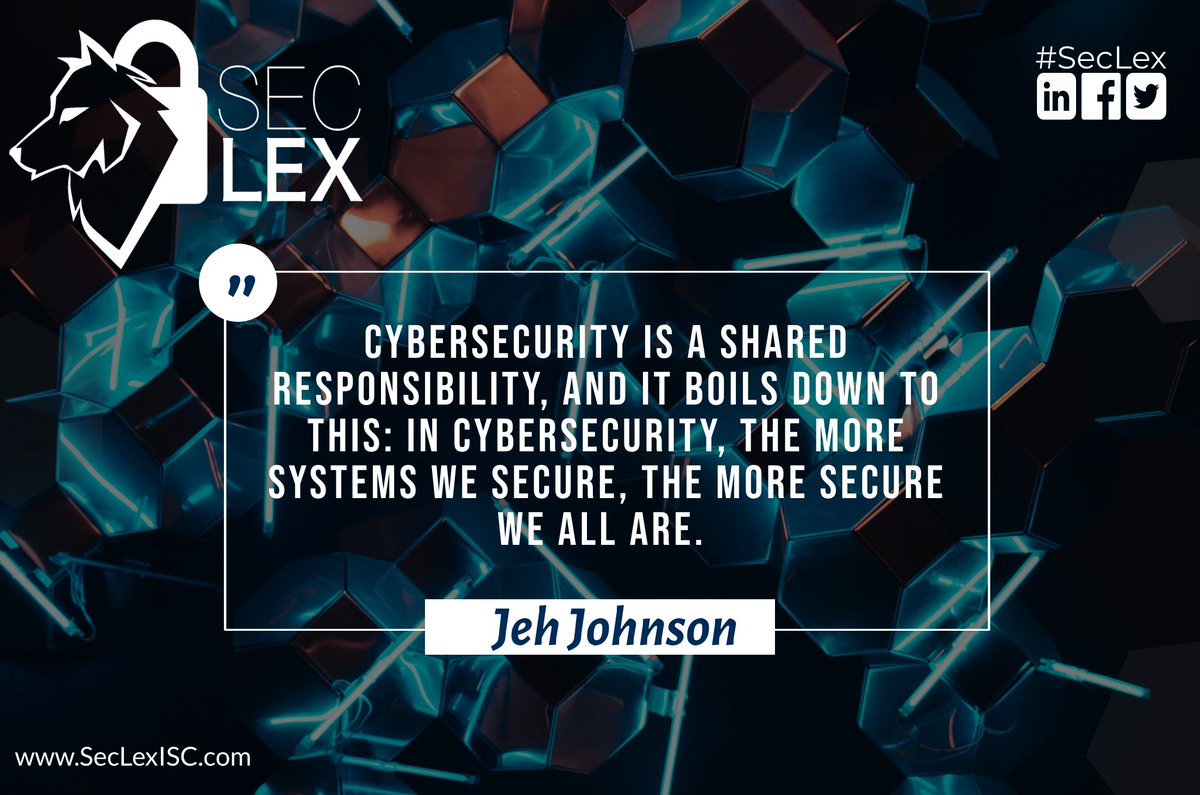 SEC
LEX
#SecLex
in f
"
CYBERSECURITY IS A SHARED
RESPONSIBILITY, AND IT BOILS DOWN TO
THIS: IN CYBERSECURITY, THE MORE
SYSTEMS WE SECURE, THE MORE SECURE
WE ALL ARE.
Jeh Johnson
www.SecLexISC.com